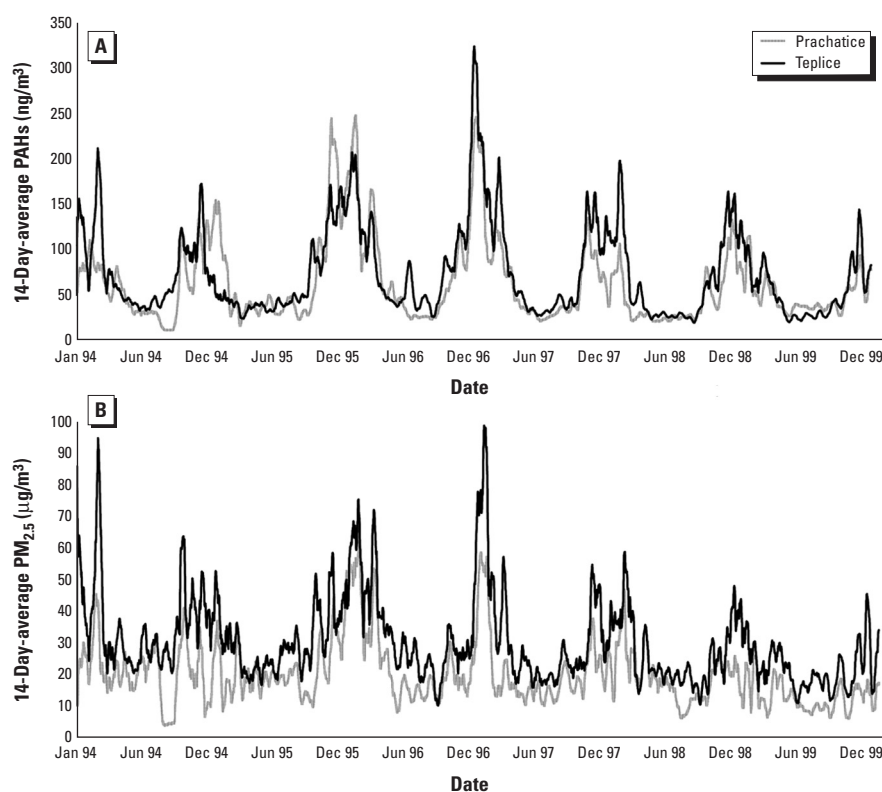 A
Prachatice
Teplice
14-Day-average PAHs (ng/m³)
350
300
250
200
150
100
50
0
Jan 94 Jun 94 Dec 94 Jun 95 Dec 95 Jun 96 Dec 96 Jun 97 Dec 97 Jun 98 Dec 98 Jun 99 Dec 99
Date
B
14-Day-average PM2.5 (μg/m³)
100
90
80
70
60
50
40
30
20
10
0
Jan 94 Jun 94 Dec 94 Jun 95 Dec 95 Jun 96 Dec 96 Jun 97 Dec 97 Jun 98 Dec 98 Jun 99 Dec 99
Date